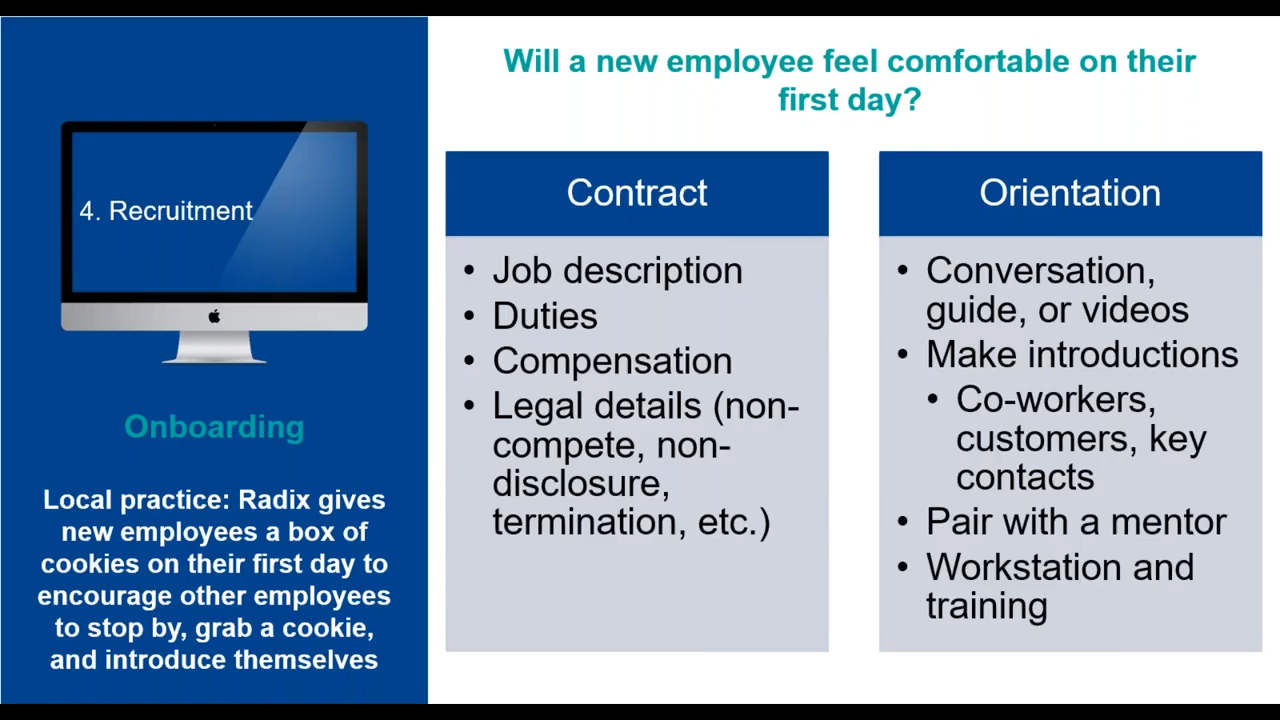 4. Recruitment
Onboarding
Local practice: Radix gives
new employees a box of
cookies on their first day to
encourage other employees
to stop by, grab a cookie,
and introduce themselves
Will a new employee feel comfortable on their
first day?
Contract
• Job description
• Duties
• Compensation
• Legal details (non-
compete, non-
disclosure,
termination, etc.)
Orientation
• Conversation,
guide, or videos
• Make introductions
• Co-workers,
customers, key
contacts
• Pair with a mentor
• Workstation and
training